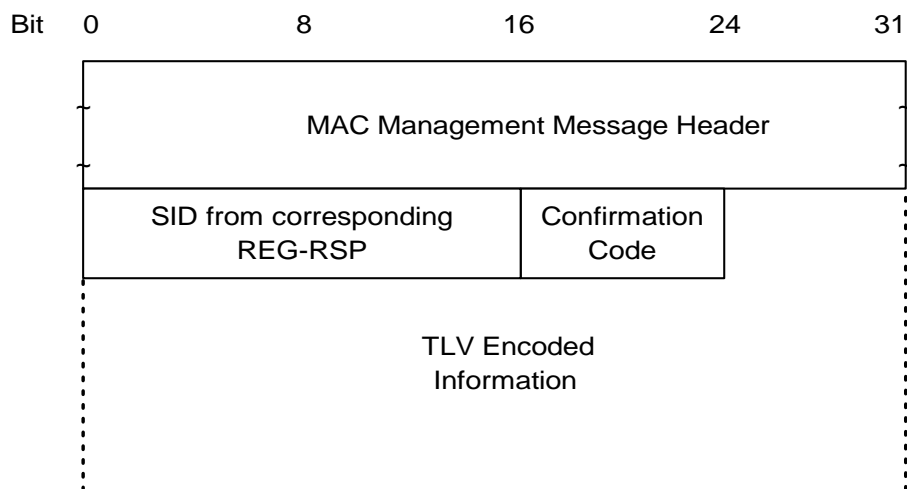 Bit 0 8 16 24 31
MAC Management Message Header
SID from corresponding
REG-RSP
Confirmation
Code
TLV Encoded
Information